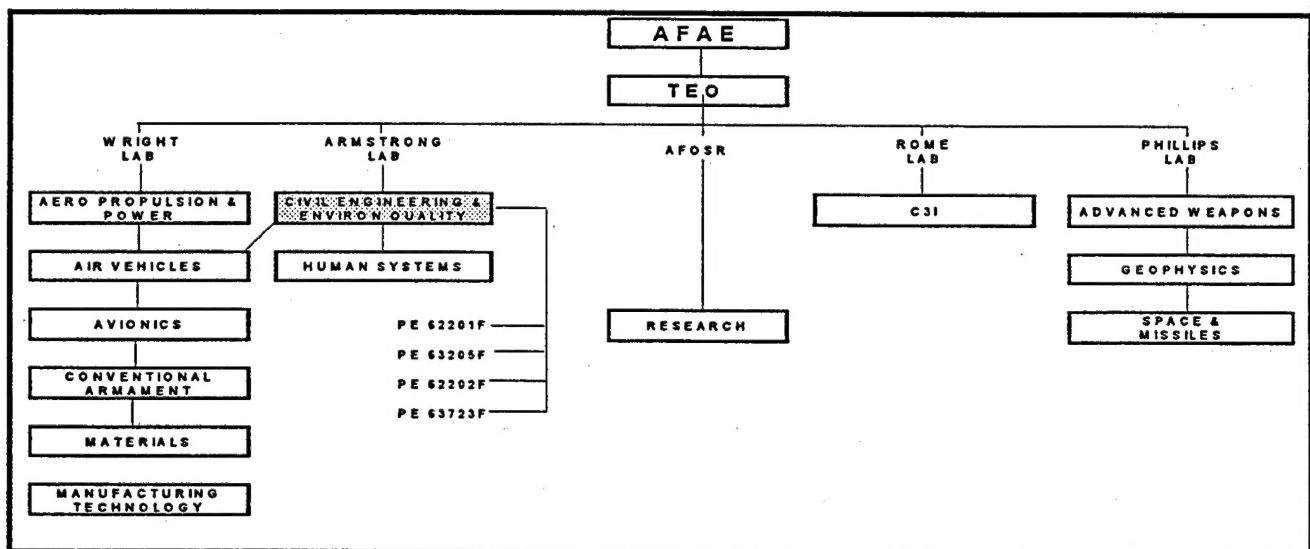 AFAE
TEO
WRIGHT
LAB
ARMSTRONG
LAB
AFOSR
ROME
LAB
PHILLIPS
LAB
AERO PROPULSION &
POWER
CIVIL ENGINEERING &
ENVIRON QUALITY
C3I
ADVANCED WEAPONS
AIR VEHICLES
HUMAN SYSTEMS
GEOPHYSICS
AVIONICS
PE 62201F
RESEARCH
SPACE &
MISSILES
PE 63205F
CONVENTIONAL
ARMAMENT
PE 62202F
PE 63723F
MATERIALS
MANUFACTURING
TECHNOLOGY